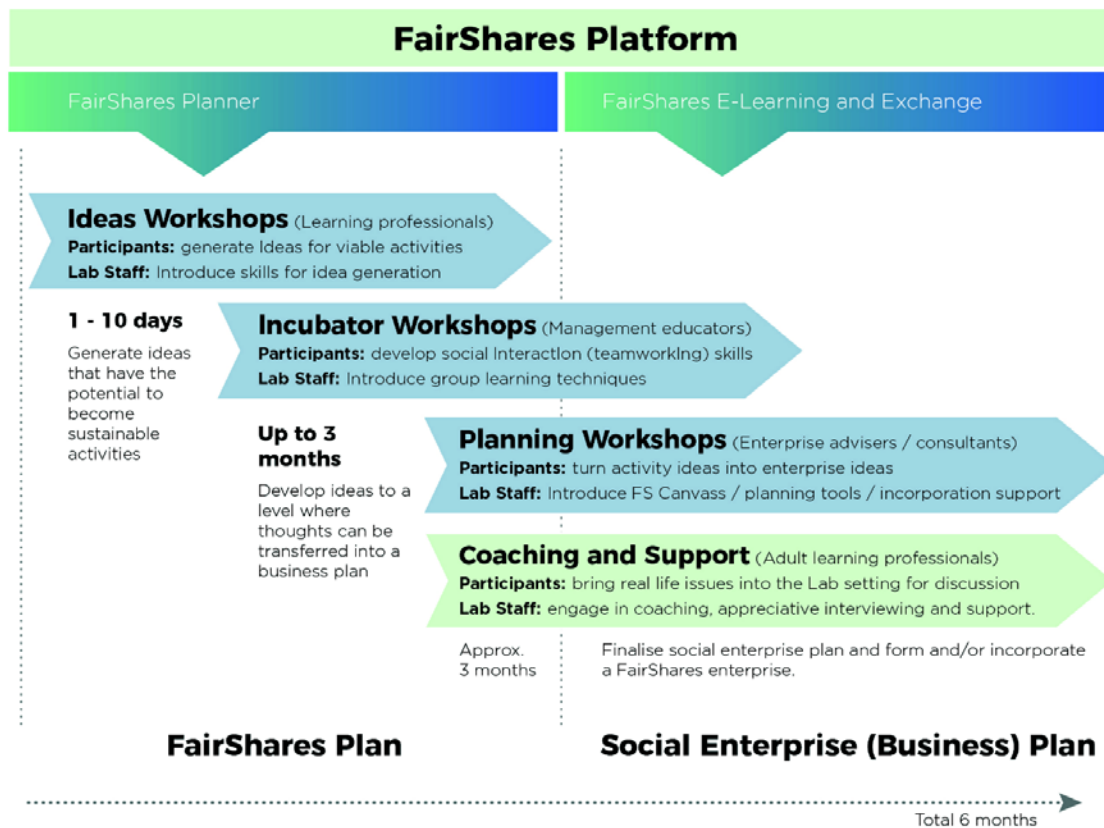 FairShares Platform
FairShares Planner
FairShares E-Learning and Exchange
Ideas Workshops (Learning professionals)
Participants: generate Ideas for viable activities
Lab Staff: Introduce skills for idea generation
1 - 10 days
Generate ideas
that have the
potential to
become
sustainable
activities
Incubator Workshops (Management educators)
Participants: develop social InteractIon (teamworkIng) skills
Lab Staff: Introduce group learning techniques
Up to 3
months
Develop ideas to a
level where
thoughts can be
transferred into a
business plan
Planning Workshops (Enterprise advisers / consultants)
Participants: turn activity ideas into enterprise ideas
Lab Staff: Introduce FS Canvass / planning tools / incorporation support
Coaching and Support (Adult learning professionals)
Participants: bring real life issues into the Lab setting for discussion
Lab Staff: engage in coaching, appreciative interviewing and support.
Approx.
3 months
Finalise social enterprise plan and form and/or incorporate
a FairShares enterprise.
FairShares Plan
Social Enterprise (Business) Plan
Total 6 months